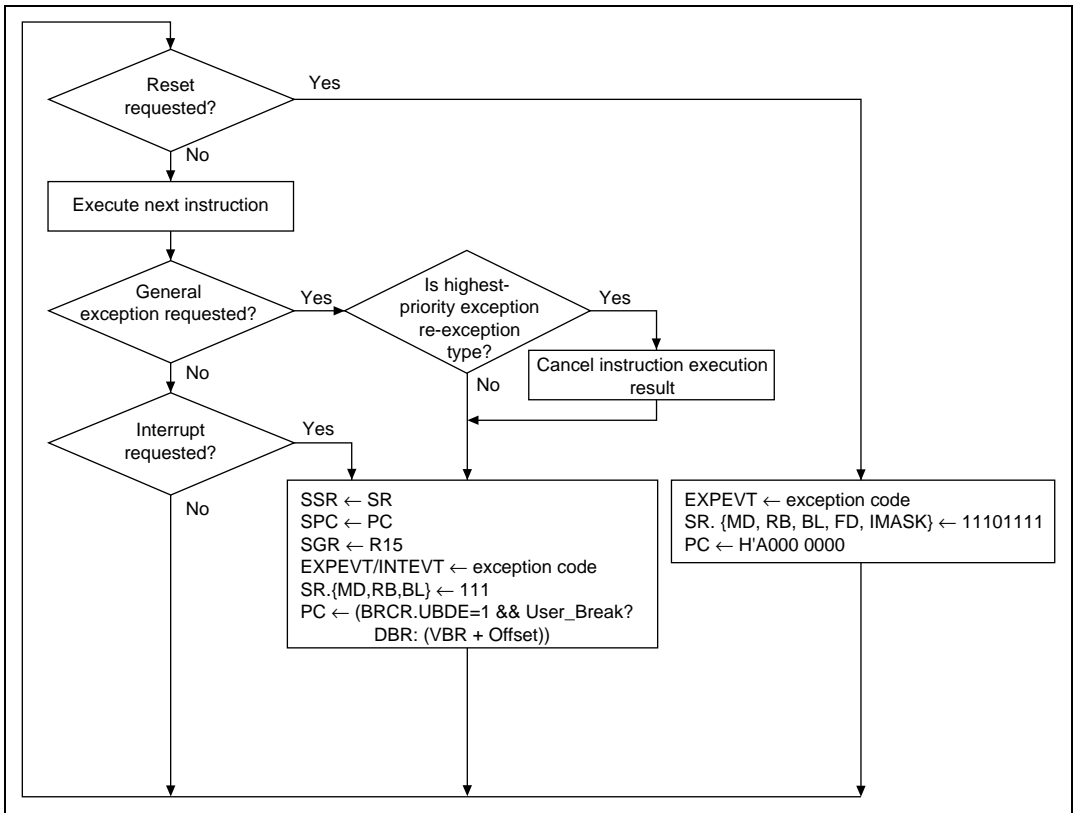 Reset
requested?
Yes
No
Execute next instruction
General
exception requested?
Yes
No
Is highest-
priority exception
re-exception
type?
Yes
No
Cancel instruction execution
result
Interrupt
requested?
Yes
No
SSR ← SR
SPC ← PC
SGR ← R15
EXPEVT/INTEVT ← exception code
SR.{MD,RB,BL} ← 111
PC ← (BRCR.UBDE=1 && User_Break?
DBR: (VBR + Offset))
EXPEVT ← exception code
SR. {MD, RB, BL, FD, IMASK} ← 11101111
PC ← H'A000 0000